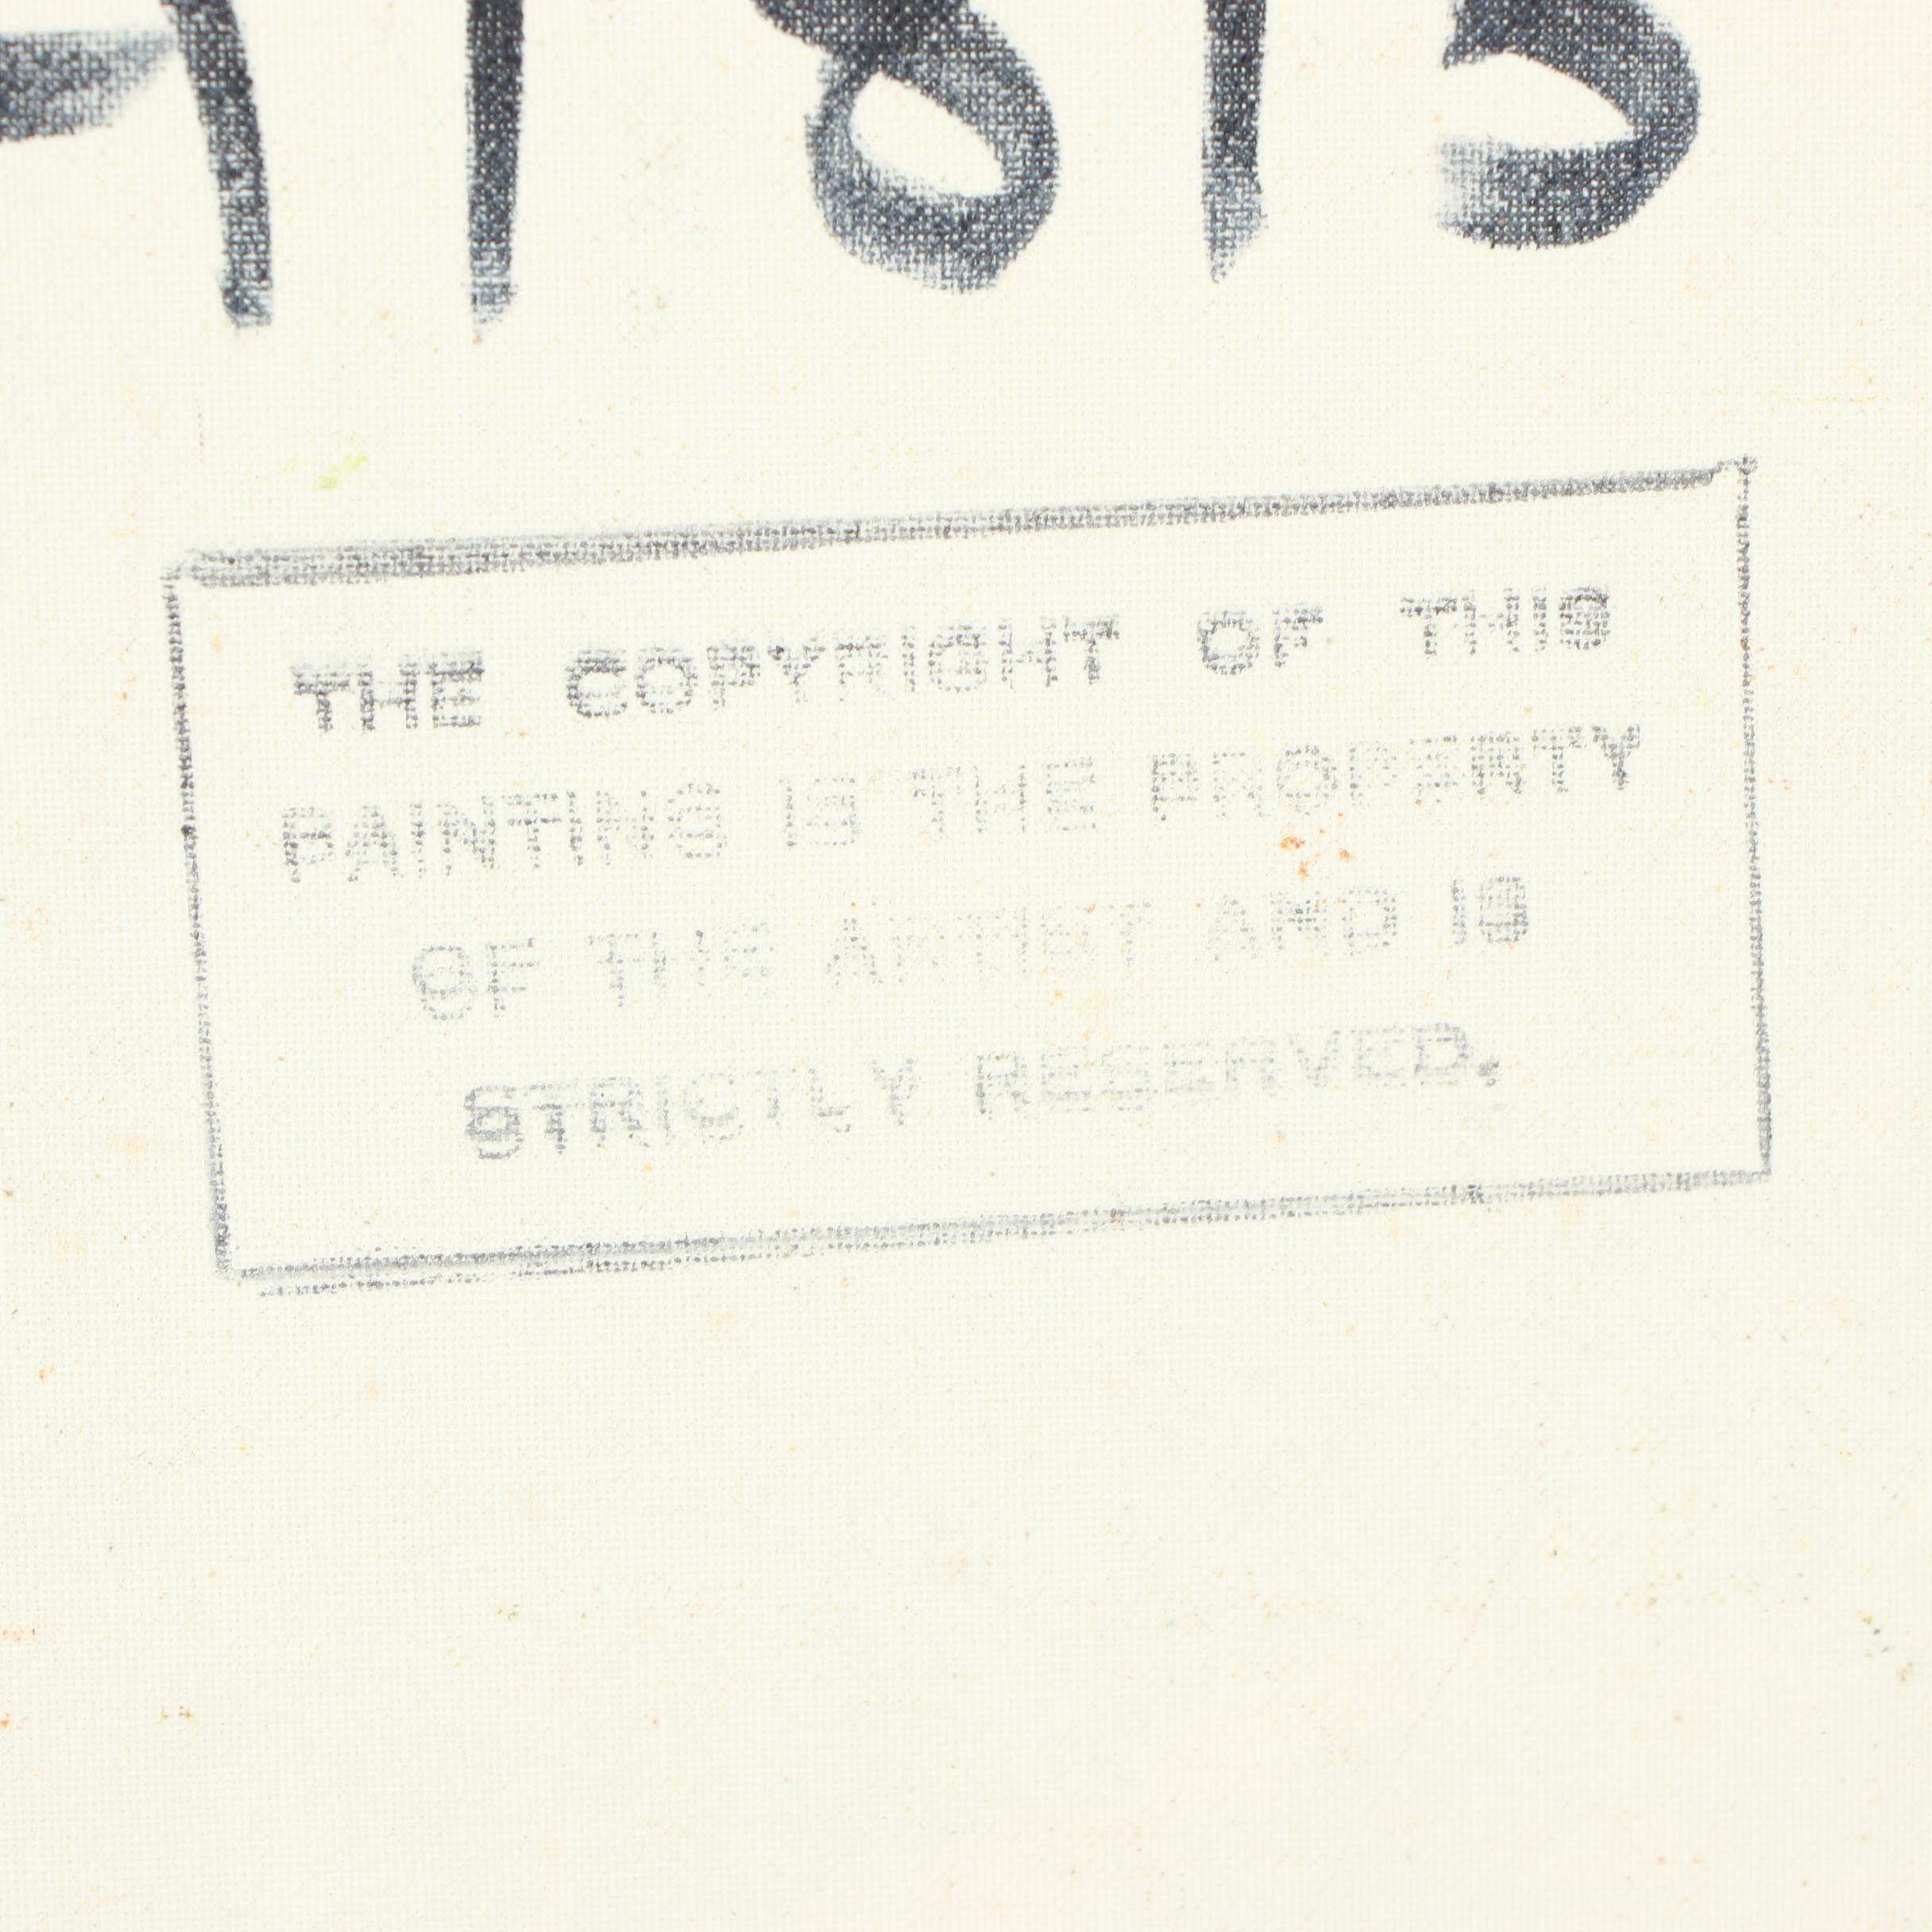 THE COPYRIGHT OF THIS
PAINTING IS THE PROPERTY
OF THE ARTIST AND IS
STRICTLY RESERVED.